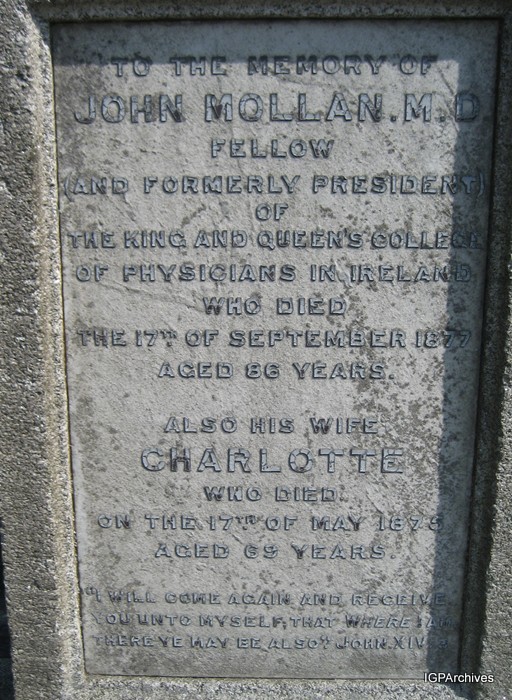 TO THE MEMORY OF
JOHN MOLLAN. M.D
FELLOW
(AND FORMERLY PRESIDENT)
OF
THE KING AND QUEEN'S COLLEGE
OF PHYSICIANS IN IRELAND
WHO DIED
THE 17TH OF SEPTEMBER 1877
AGED 86 YEARS.
ALSO HIS WIFE
CHARLOTTE
WHO DIED
ON THE 17TH OF MAY 1875
AGED 69 YEARS.
"I WILL COME AGAIN AND RECEIVE
YOU UNTO MYSELF; THAT WHERE I AM
THERE YE MAY BE ALSO" JOHN. XIV
IGPArchives